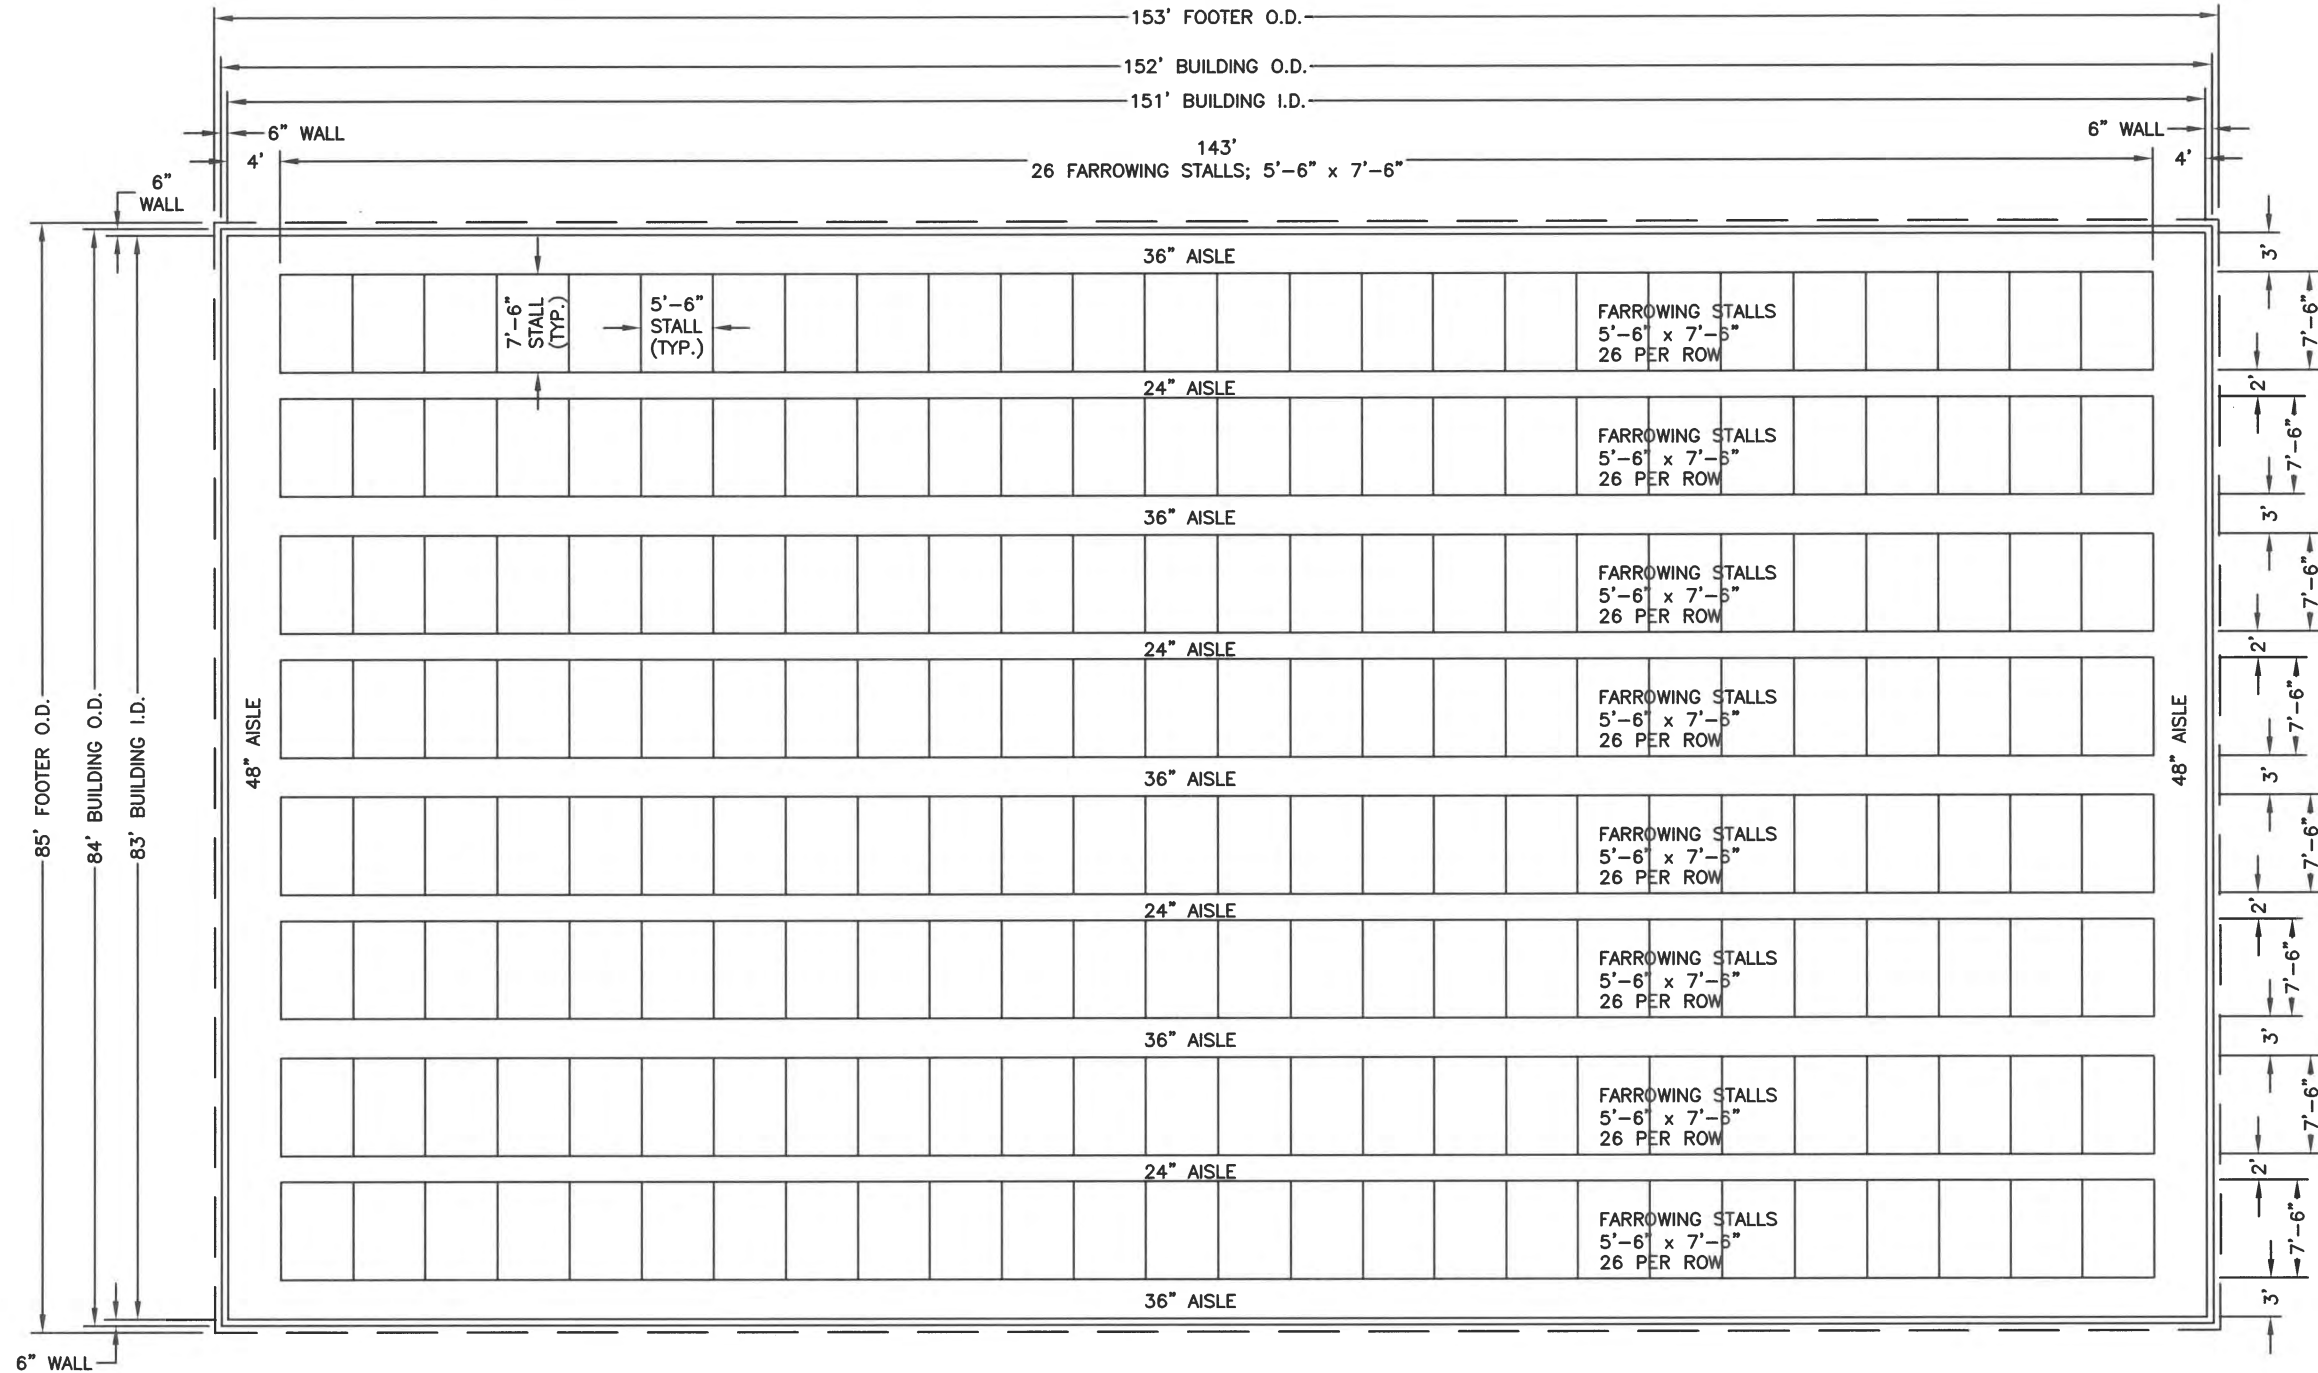 153' FOOTER O.D.
152' BUILDING O.D.
151' BUILDING I.D.
6" WALL
6" WALL
4'
143'
4'
26 FARROWING STALLS; 5'-6" x 7'-6"
6"
WALL
36" AISLE
3'
7'-6"
STALL
(TYP.)
5'-6"
STALL
(TYP.)
FARROWING STALLS
5'-6" x 7'-6"
26 PER ROW
7'-6"
24" AISLE
2'
FARROWING STALLS
5'-6" x 7'-6"
26 PER ROW
7'-6"
36" AISLE
3'
FARROWING STALLS
5'-6" x 7'-6"
26 PER ROW
7'-6"
24" AISLE
2'
85' FOOTER O.D.
84' BUILDING O.D.
83' BUILDING I.D.
48" AISLE
FARROWING STALLS
5'-6" x 7'-6"
26 PER ROW
48" AISLE
7'-6"
36" AISLE
3'
FARROWING STALLS
5'-6" x 7'-6"
26 PER ROW
7'-6"
24" AISLE
2'
FARROWING STALLS
5'-6" x 7'-6"
26 PER ROW
7'-6"
36" AISLE
3'
FARROWING STALLS
5'-6" x 7'-6"
26 PER ROW
7'-6"
24" AISLE
2'
FARROWING STALLS
5'-6" x 7'-6"
26 PER ROW
7'-6"
36" AISLE
3'
6" WALL